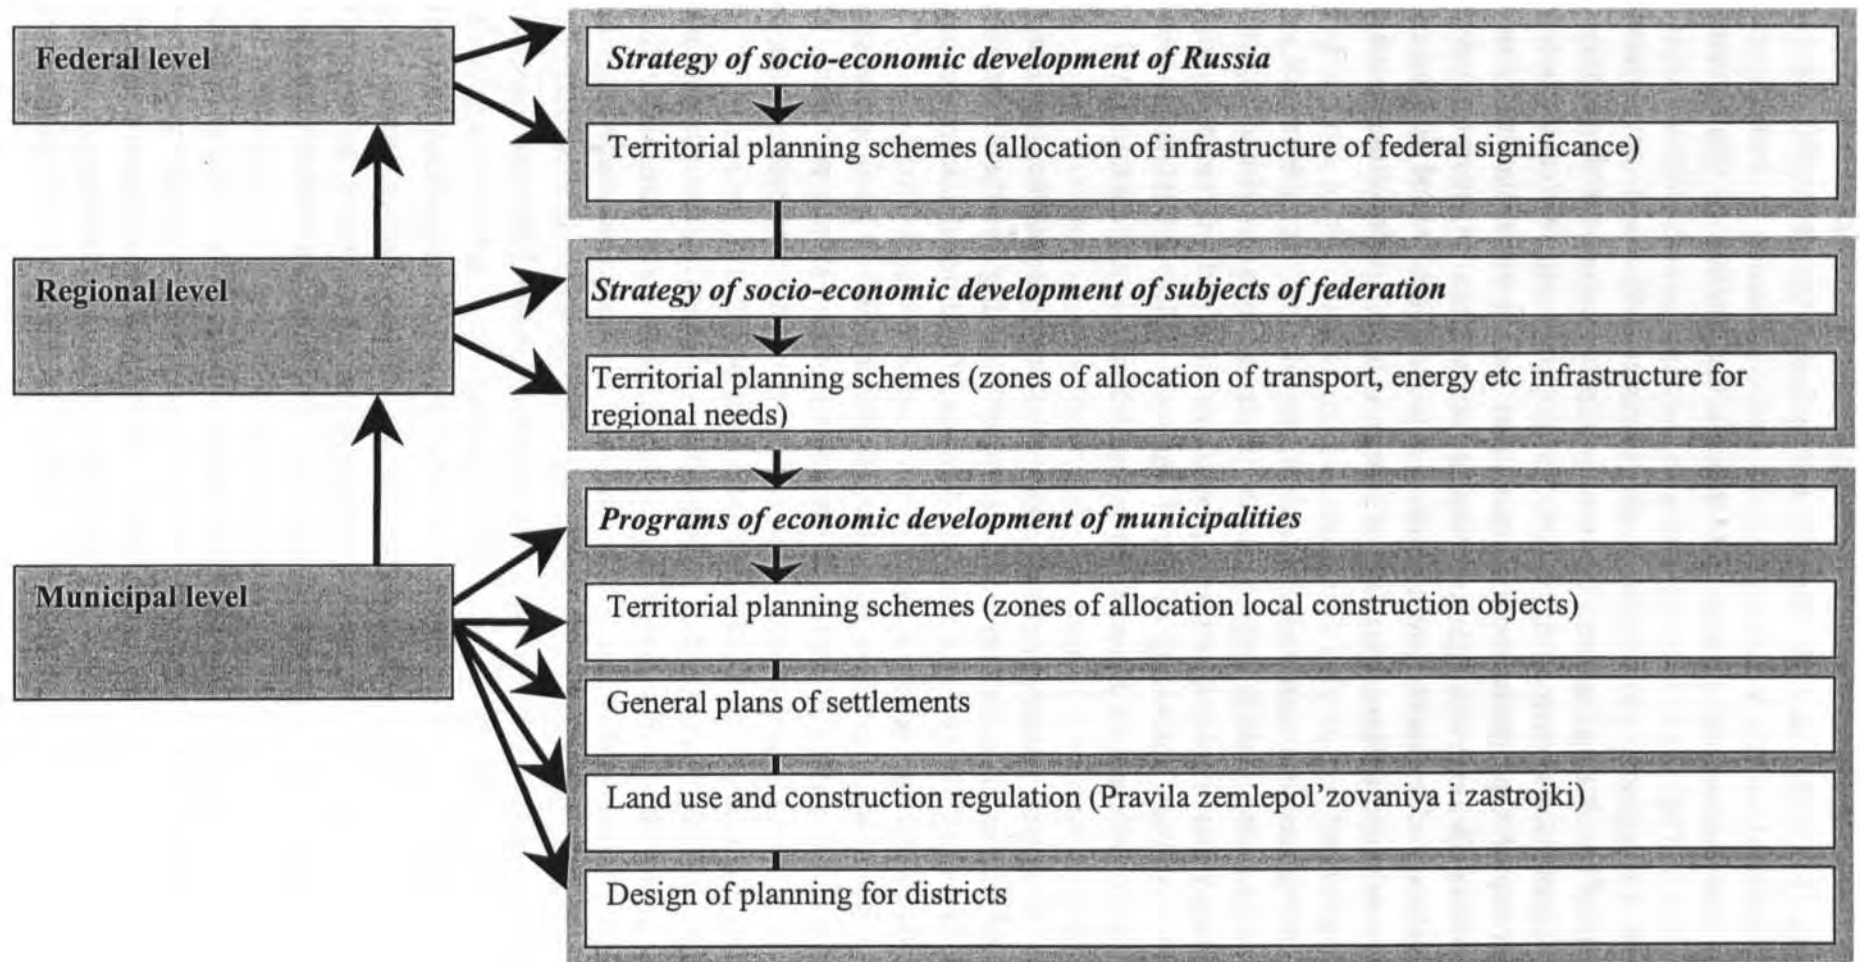 Federal level
Strategy of socio-economic development of Russia
Territorial planning schemes (allocation of infrastructure of federal significance)
Regional level
Strategy of socio-economic development of subjects of federation
Territorial planning schemes (zones of allocation of transport, energy etc infrastructure for
regional needs)
Municipal level
Programs of economic development of municipalities
Territorial planning schemes (zones of allocation local construction objects)
General plans of settlements
Land use and construction regulation (Pravila zemlepol’zovaniya i zastrojki)
Design of planning for districts